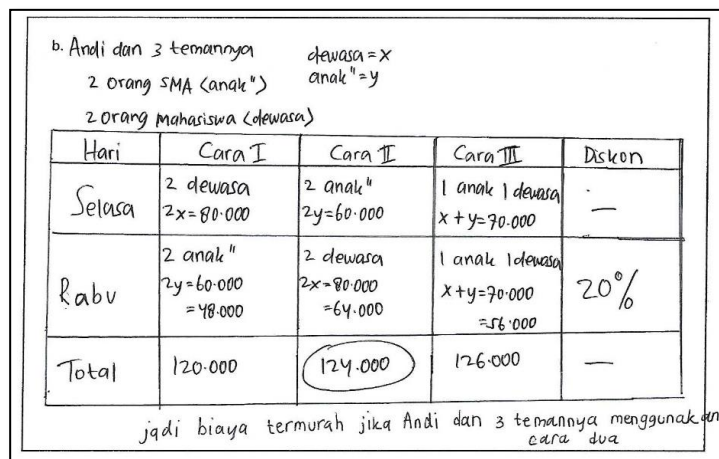 b. Andi dan 3 temannya
dewasa = x
2 orang SMA (anak")
anak" = y
2 orang mahasiswa (dewasa)
Hari Cara I Cara II Cara III Diskon
Selasa
2 dewasa
2x = 80.000
2 anak"
2y = 60.000
1 anak 1 dewasa
x + y = 70.000
—
Rabu
2 anak"
2y = 60.000
= 48.000
2 dewasa
2x = 80.000
= 64.000
1 anak 1 dewasa
x + y = 70.000
= 56.000
20%
Total 120.000 124.000 126.000 —
jadi biaya termurah jika Andi dan 3 temannya menggunakan
cara dua